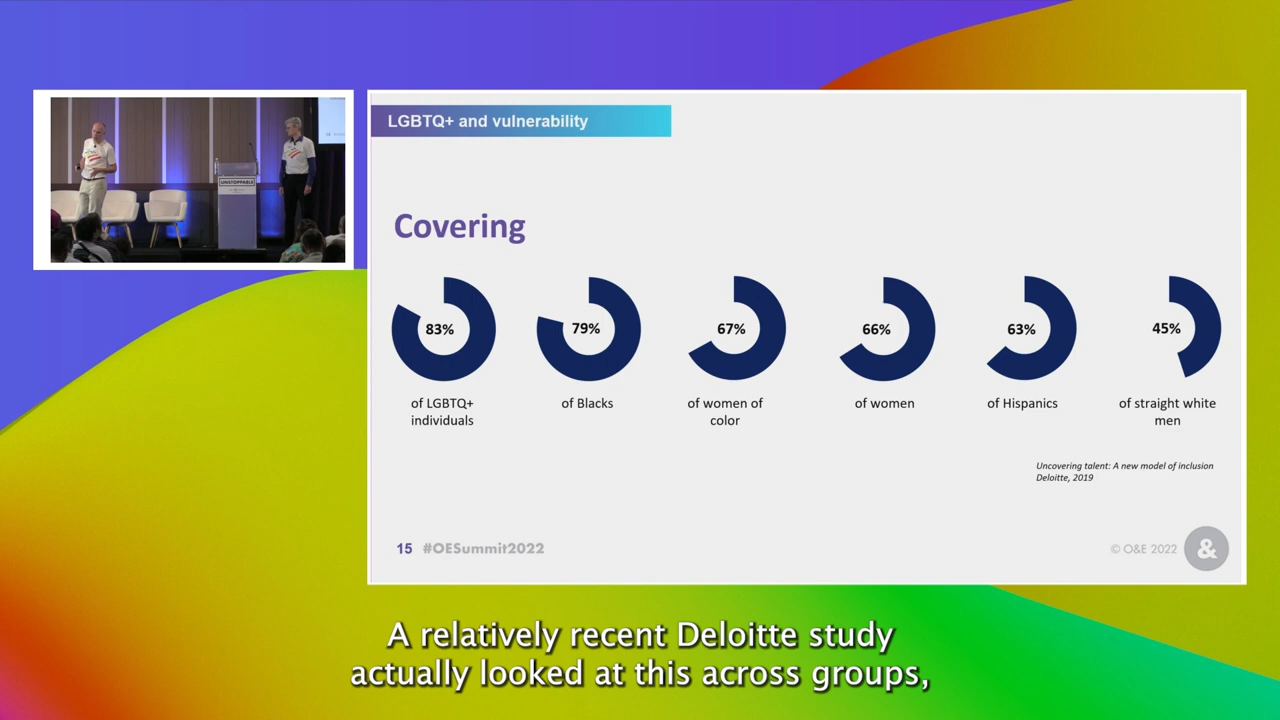 UNSTOPPABLE
LGBTQ+ and vulnerability
Covering
83%
79%
67%
66%
63%
45%
of LGBTQ+
individuals
of Blacks
of women of
color
of women
of Hispanics
of straight white
men
Uncovering talent: A new model of inclusion
Deloitte, 2019
15 #OESummit2022
© O&E 2022 &
A relatively recent Deloitte study
actually looked at this across groups,